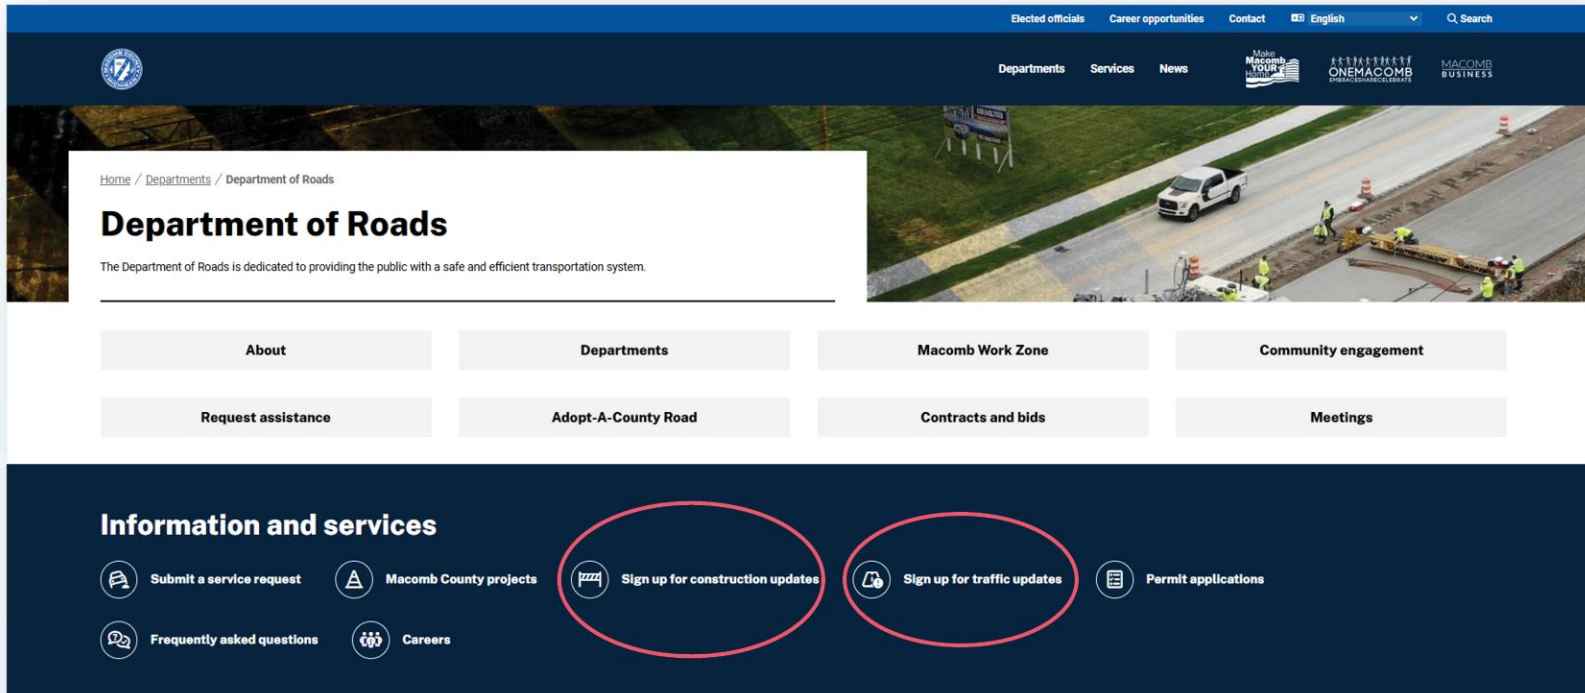 Elected officials Career opportunities Contact English Search
Departments Services News
Make
Macomb
YOUR
Home
ONEMACOMB
EMBRACESHARECELEBRATE
MACOMB
BUSINESS
Home / Departments / Department of Roads
Department of Roads
The Department of Roads is dedicated to providing the public with a safe and efficient transportation system.
About Departments Macomb Work Zone Community engagement
Request assistance Adopt-A-County Road Contracts and bids Meetings
Information and services
Submit a service request Macomb County projects Sign up for construction updates Sign up for traffic updates Permit applications
Frequently asked questions Careers